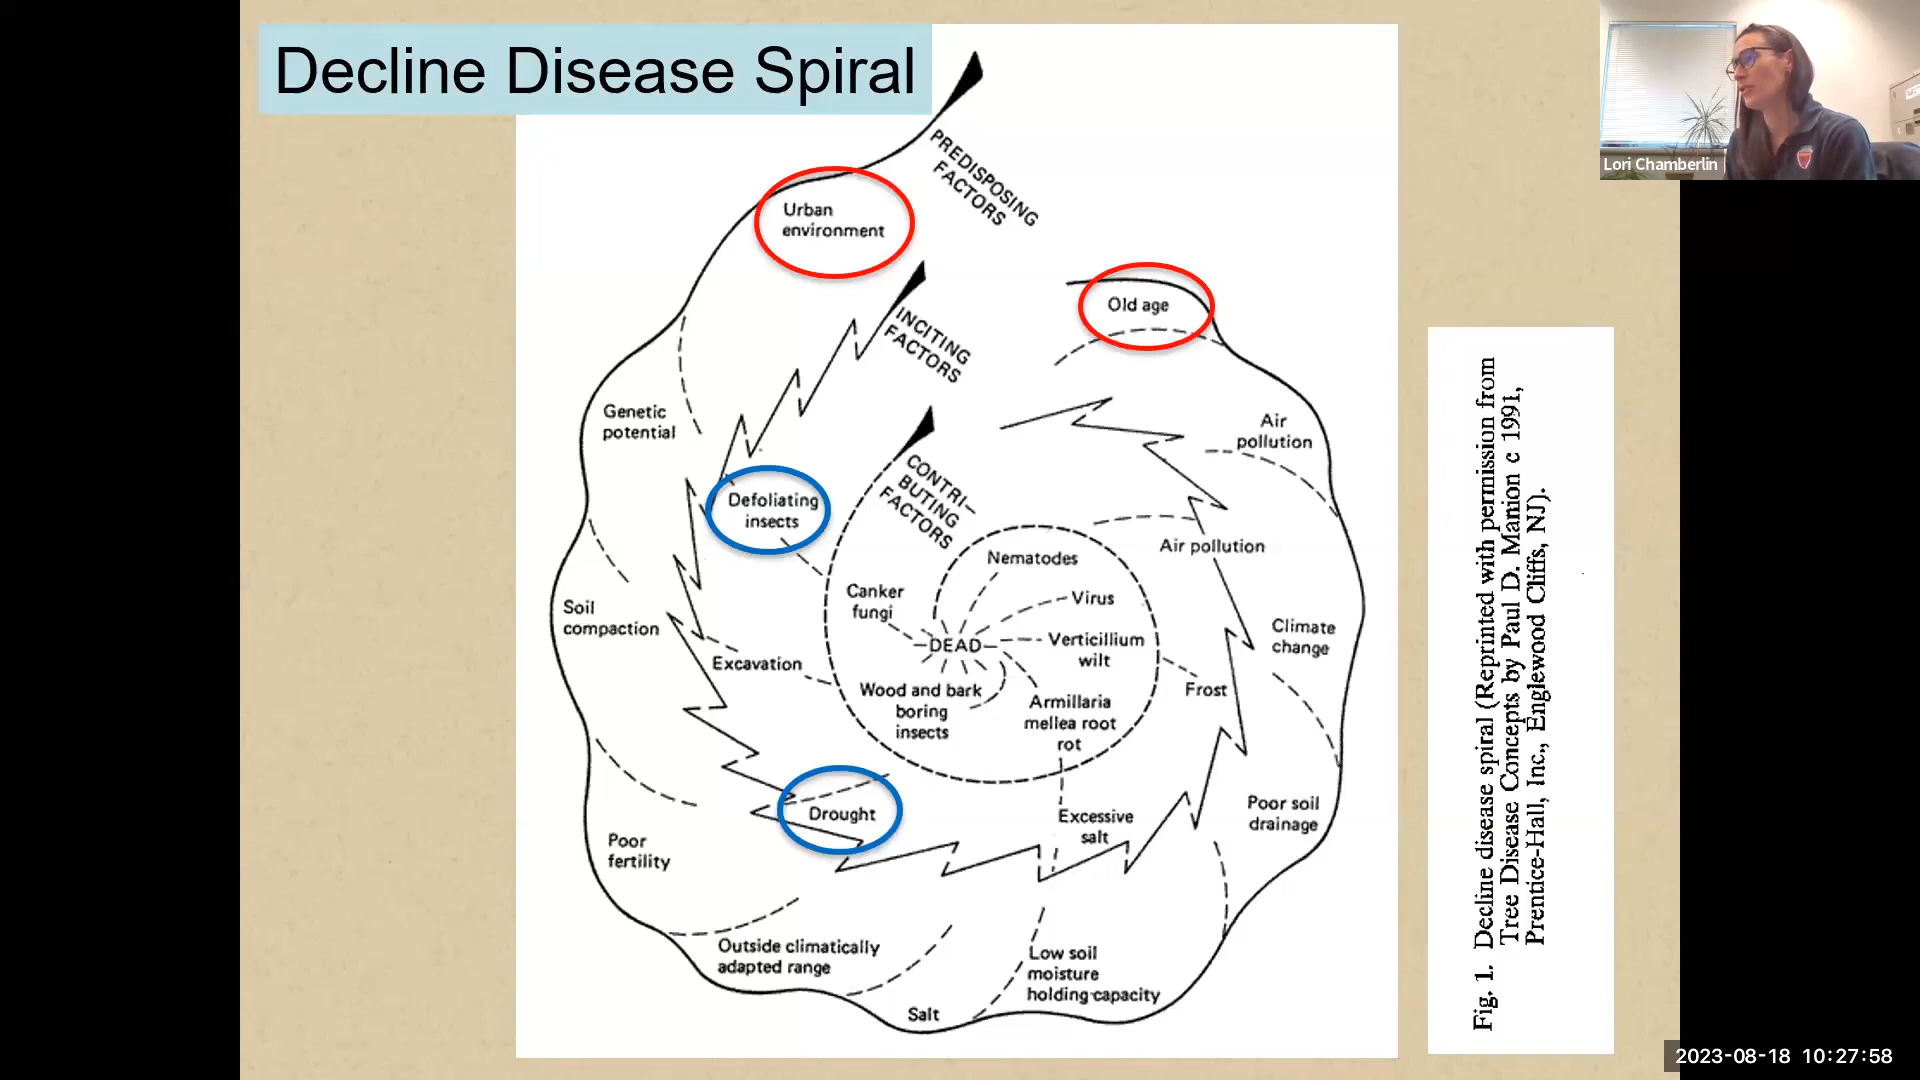 Decline Disease Spiral
Lori Chamberlin
PREDISPOSING
FACTORS
Urban
environment
INCITING
FACTORS
Old age
Genetic
potential
Air
pollution
Defoliating
insects
CONTRI-
BUTING
FACTORS
Nematodes
Air pollution
Canker
fungi
Virus
Soil
compaction
DEAD
Verticillium
wilt
Climate
change
Excavation
Wood and bark
boring
insects
Armillaria
mellea root
rot
Frost
Drought
Excessive
salt
Poor soil
drainage
Poor
fertility
Outside climatically
adapted range
Low soil
moisture
holding capacity
Salt
Fig. 1. Decline disease spiral (Reprinted with permission from
Tree Disease Concepts by Paul D. Manion c 1991,
Prentice-Hall, Inc., Englewood Cliffs, NJ).
2023-08-18 10:27:58